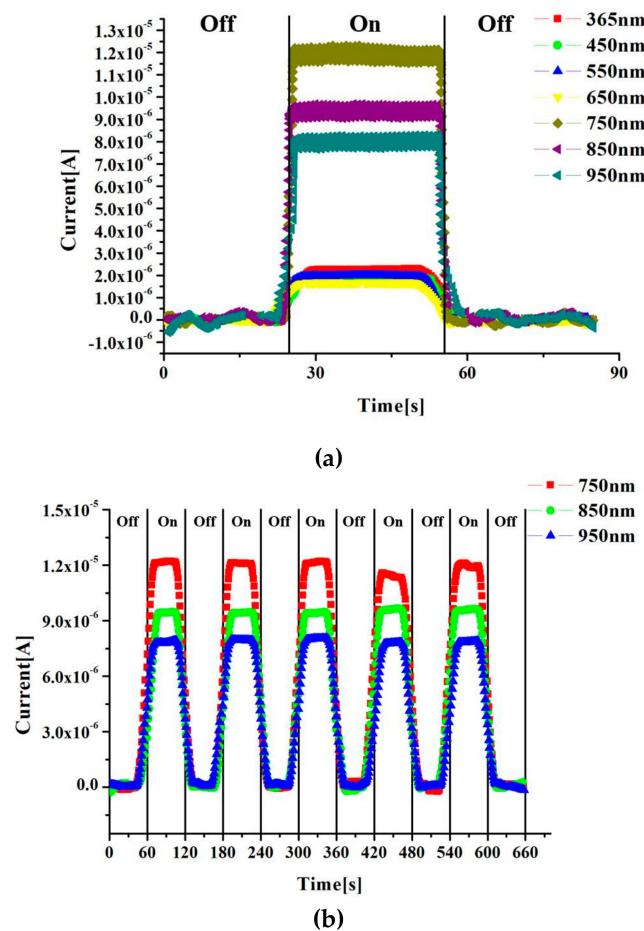 Off On Off
1.3x10⁻⁵
1.2x10⁻⁵
1.1x10⁻⁵
1.0x10⁻⁵
9.0x10⁻⁶
8.0x10⁻⁶
7.0x10⁻⁶
6.0x10⁻⁶
5.0x10⁻⁶
4.0x10⁻⁶
3.0x10⁻⁶
2.0x10⁻⁶
1.0x10⁻⁶
0.0
-1.0x10⁻⁶
Current[A]
0 30 60 90
Time[s]
365nm
450nm
550nm
650nm
750nm
850nm
950nm
(a)
750nm
850nm
950nm
Off On Off On Off On Off On Off On Off
1.5x10⁻⁵
1.2x10⁻⁵
9.0x10⁻⁶
6.0x10⁻⁶
3.0x10⁻⁶
0.0
Current[A]
0 60 120 180 240 300 360 420 480 540 600 660
Time[s]
(b)